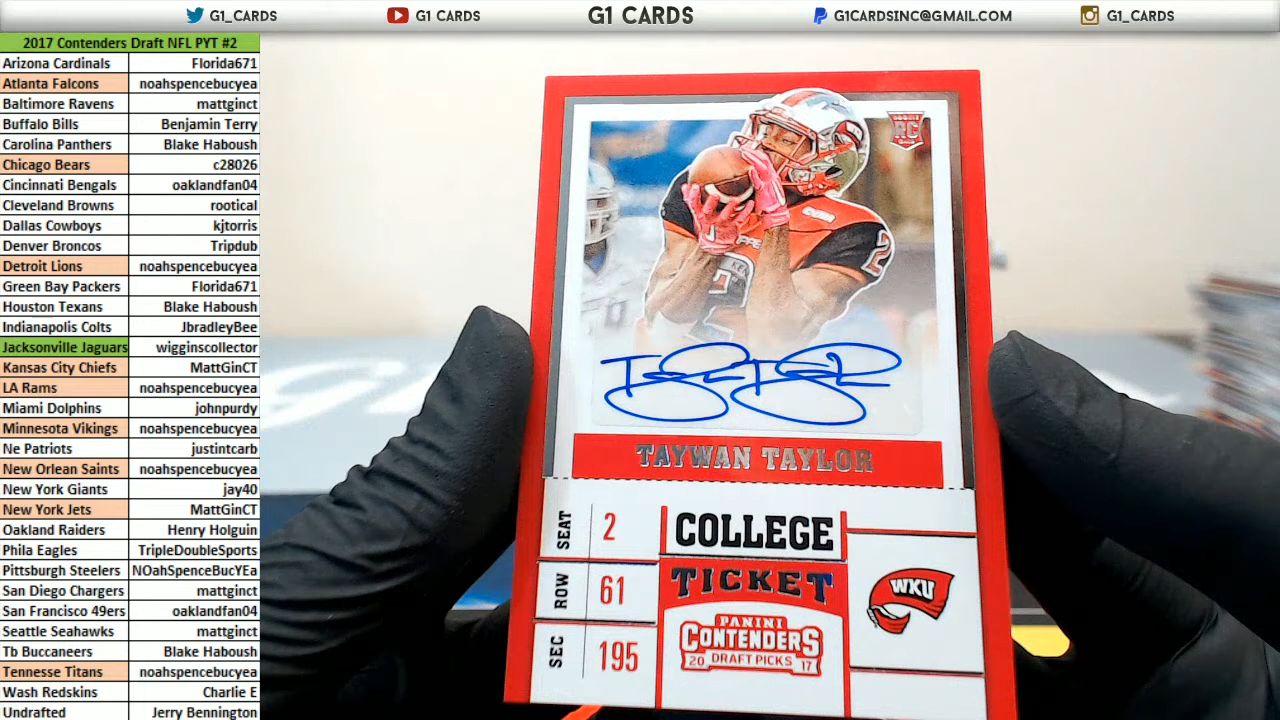 G1_CARDS G1 CARDS G1 CARDS G1CARDSINC@GMAIL.COM G1_CARDS
2017 Contenders Draft NFL PYT #2
Arizona Cardinals Florida671
Atlanta Falcons noahspencebucyea
Baltimore Ravens mattginct
Buffalo Bills Benjamin Terry
Carolina Panthers Blake Haboush
Chicago Bears c28026
Cincinnati Bengals oaklandfan04
Cleveland Browns rootical
Dallas Cowboys kjtorris
Denver Broncos Tripdub
Detroit Lions noahspencebucyea
Green Bay Packers Florida671
Houston Texans Blake Haboush
Indianapolis Colts JbradleyBee
Jacksonville Jaguars wigginscollector
Kansas City Chiefs MattGinCT
LA Rams noahspencebucyea
Miami Dolphins johnpurdy
Minnesota Vikings noahspencebucyea
Ne Patriots justintcarb
New Orlean Saints noahspencebucyea
New York Giants jay40
New York Jets MattGinCT
Oakland Raiders Henry Holguin
Phila Eagles TripleDoubleSports
Pittsburgh Steelers NOahSpenceBucYEa
San Diego Chargers mattginct
San Francisco 49ers oaklandfan04
Seattle Seahawks mattginct
Tb Buccaneers Blake Haboush
Tennesse Titans noahspencebucyea
Wash Redskins Charlie E
Undrafted Jerry Bennington
RC
2
TAYWAN TAYLOR
SEAT 2
ROW 61
SEC 195
COLLEGE
TICKET
PANINI
CONTENDERS
20 DRAFT PICKS 17
WKU